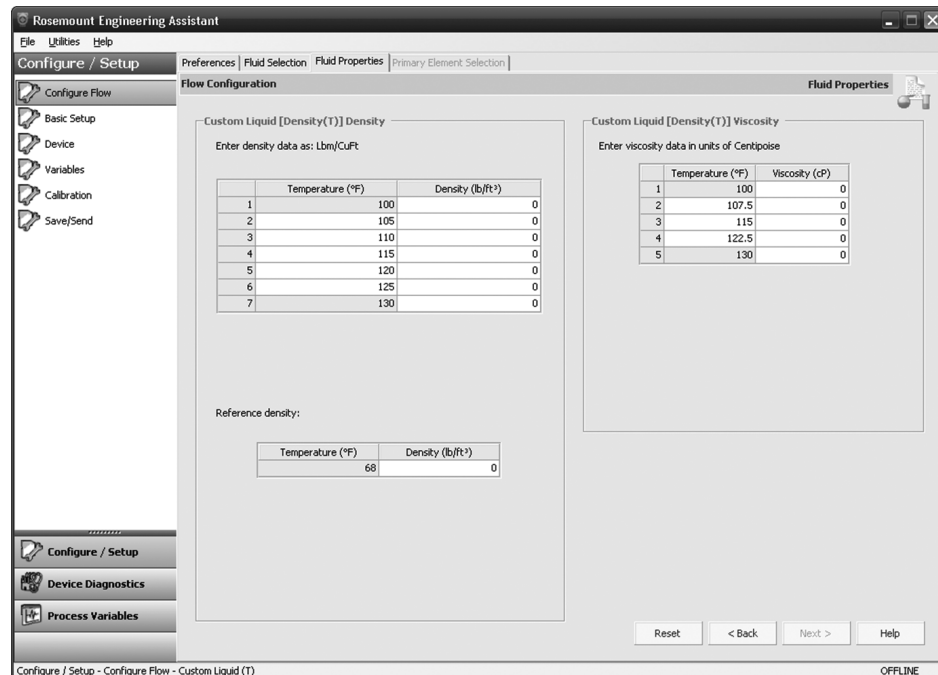 Rosemount Engineering Assistant
File Utilities Help
Configure / Setup
Preferences Fluid Selection Fluid Properties Primary Element Selection
Configure Flow
Basic Setup
Device
Variables
Calibration
Save/Send
Flow Configuration Fluid Properties
Custom Liquid [Density(T)] Density
Enter density data as: Lbm/CuFt
Temperature (°F) Density (lb/ft³)
1 100 0
2 105 0
3 110 0
4 115 0
5 120 0
6 125 0
7 130 0
Reference density:
Temperature (°F) Density (lb/ft³)
68 0
Custom Liquid [Density(T)] Viscosity
Enter viscosity data in units of Centipoise
Temperature (°F) Viscosity (cP)
1 100 0
2 107.5 0
3 115 0
4 122.5 0
5 130 0
Configure / Setup
Device Diagnostics
Process Variables
Reset < Back Next > Help
Configure / Setup - Configure Flow - Custom Liquid (T) OFFLINE